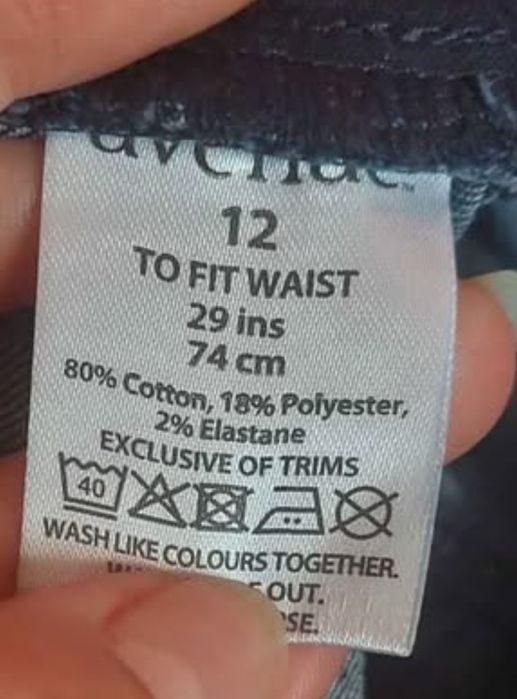 avenue
12
TO FIT WAIST
29 ins
74 cm
80% Cotton, 18% Polyester,
2% Elastane
EXCLUSIVE OF TRIMS
40
WASH LIKE COLOURS TOGETHER.
OUT.